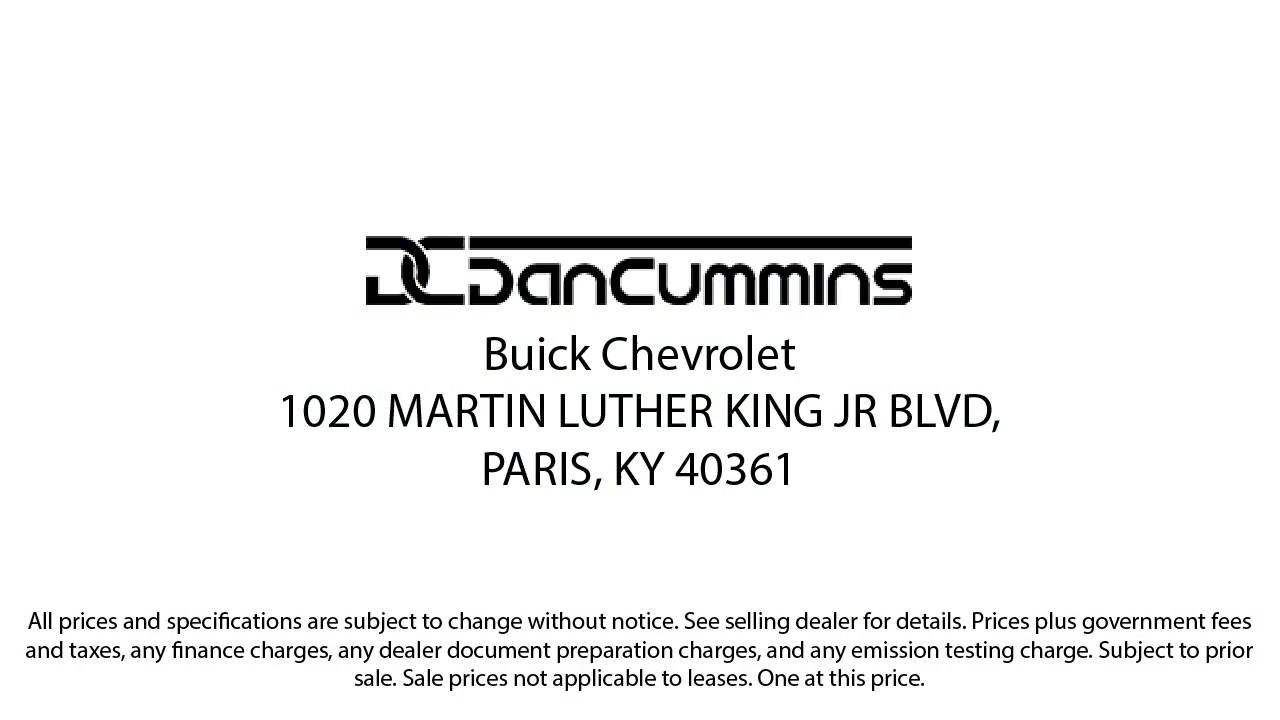 DC DanCummins
Buick Chevrolet
1020 MARTIN LUTHER KING JR BLVD,
PARIS, KY 40361
All prices and specifications are subject to change without notice. See selling dealer for details. Prices plus government fees
and taxes, any finance charges, any dealer document preparation charges, and any emission testing charge. Subject to prior
sale. Sale prices not applicable to leases. One at this price.